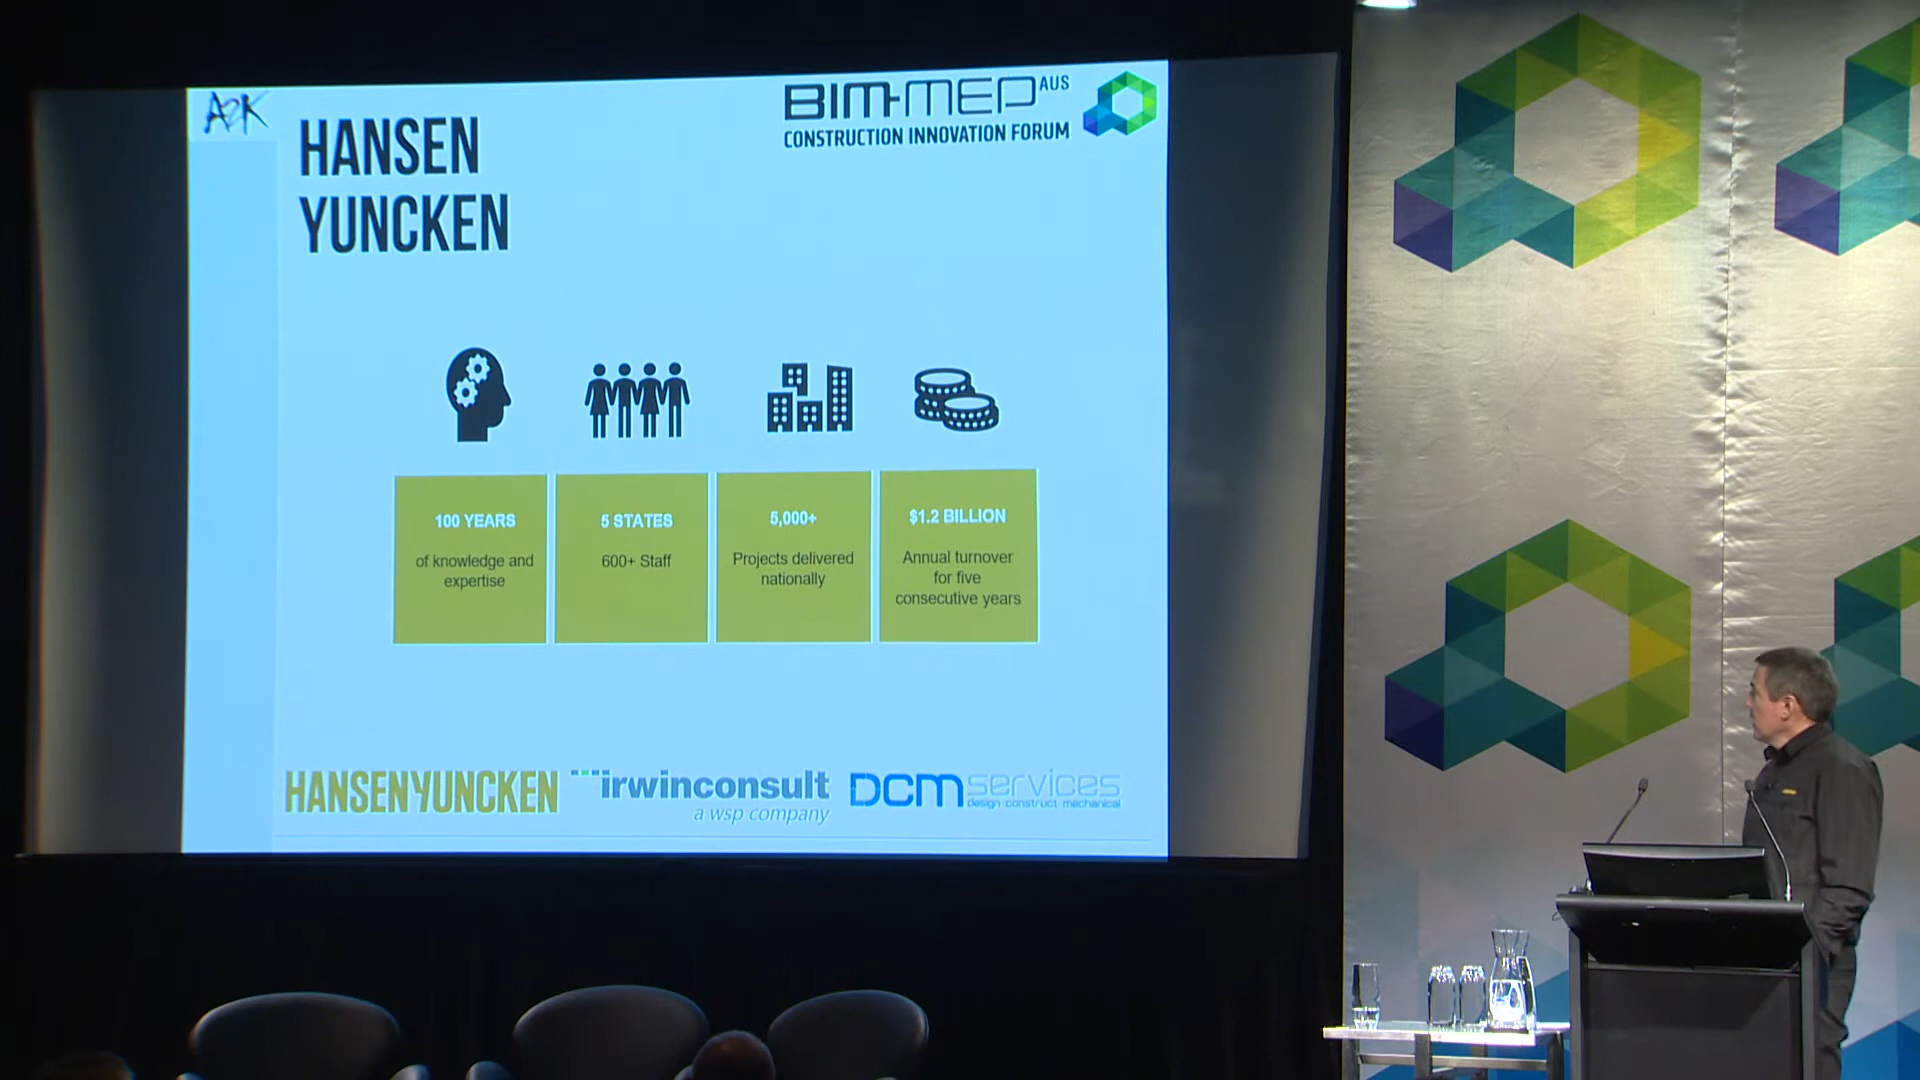 A2K
HANSEN
YUNCKEN
BIM-MEP AUS
CONSTRUCTION INNOVATION FORUM
100 YEARS
of knowledge and
expertise
5 STATES
600+ Staff
5,000+
Projects delivered
nationally
$1.2 BILLION
Annual turnover
for five
consecutive years
HANSENYUNCKEN
irwinconsult
a wsp company
DCM services
design construct mechanical